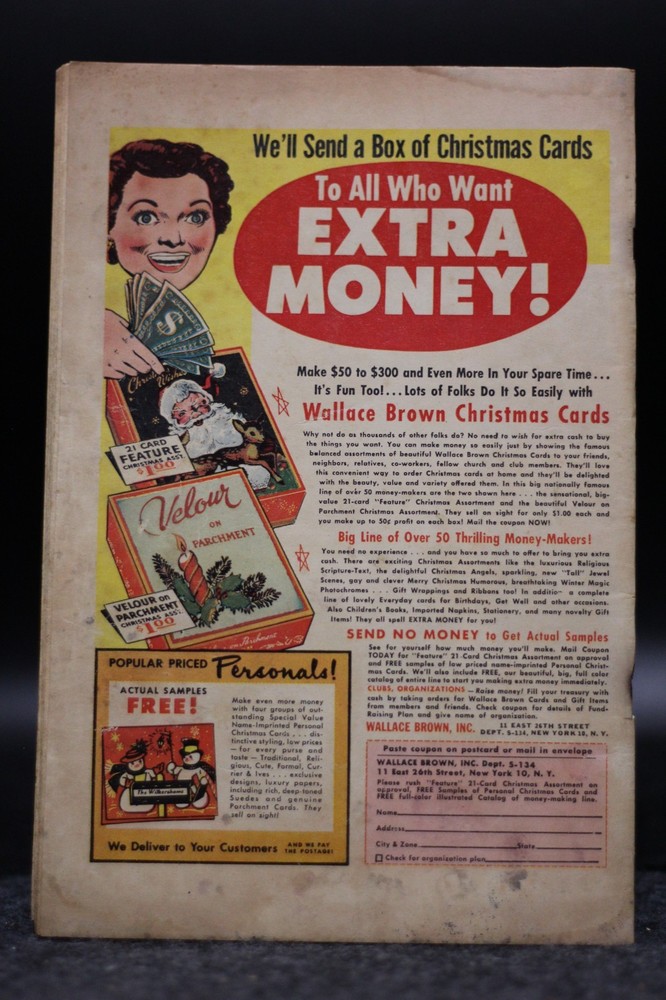 We'll Send a Box of Christmas Cards
To All Who Want
EXTRA
MONEY!
$
Christmas Wishes
21 CARD
FEATURE
CHRISTMAS ASST.
$1.00
Velour
ON
PARCHMENT
VELOUR on
PARCHMENT
CHRISTMAS ASST.
$1.00
Make $50 to $300 and Even More In Your Spare Time...
It's Fun Too!...Lots of Folks Do It So Easily with
Wallace Brown Christmas Cards
Why not do as thousands of other folks do? No need to wish for extra cash to buy
the things you want. You can make money so easily just by showing the famous
balanced assortments of beautiful Wallace Brown Christmas Cards to your friends,
neighbors, relatives, co-workers, fellow church and club members. They'll love
this convenient way to order Christmas cards at home and they'll be delighted
with the beauty, value and variety offered them. In this big nationally famous
line of over 50 money-makers are the two shown here ... the sensational, big-
value 21-card "Feature" Christmas Assortment and the beautiful Velour on
Parchment Christmas Assortment. They sell on sight for only $1.00 each and
you make up to 50¢ profit on each box! Mail the coupon NOW!
Big Line of Over 50 Thrilling Money-Makers!
You need no experience ... and you have so much to offer to bring you extra
cash. There are exciting Christmas Assortments like the luxurious Religious
Scripture-Text, the delightful Christmas Angels, sparkling, new "Tall" Jewel
Scenes, gay and clever Merry Christmas Humorous, breathtaking Winter Magic
Photochromes ... Gift Wrappings and Ribbons too! In addition a complete
line of lovely Everyday cards for Birthdays, Get Well and other occasions.
Also Children's Books, Imported Napkins, Stationery, and many novelty Gift
Items! They all spell EXTRA MONEY for you!
SEND NO MONEY to Get Actual Samples
See for yourself how much money you'll make. Mail Coupon
TODAY for "Feature" 21 Card Christmas Assortment on approval
and FREE samples of low priced name-imprinted Personal Christ-
mas Cards. We'll also include FREE, our beautiful, big, full color
catalog of entire line to start you making extra money immediately.
CLUBS, ORGANIZATIONS — Raise money! Fill your treasury with
cash by taking orders for Wallace Brown Cards and Gift Items
from members and friends. Check coupon for details of Fund-
Raising Plan and give name of organization.
WALLACE BROWN, INC. 11 EAST 26TH STREET
DEPT. S-134, NEW YORK 10, N. Y.
POPULAR PRICED Personals!
ACTUAL SAMPLES
FREE!
The Wilkersheens
Make even more money
with four groups of out-
standing Special Value
Name-Imprinted Personal
Christmas Cards ... dis-
tinctive styling, low prices
— for every purse and
taste — Traditional, Reli-
gious, Cute, Formal, Cur-
rier & Ives ... exclusive
designs, luxury papers,
including rich, deep-toned
Suedes and genuine
Parchment Cards. They
sell on sight!
We Deliver to Your Customers AND WE PAY
THE POSTAGE!
Paste coupon on postcard or mail in envelope
WALLACE BROWN, INC. Dept. S-134
11 East 26th Street, New York 10, N. Y.
Please rush "Feature" 21-Card Christmas Assortment on
approval, FREE Samples of Personal Christmas Cards and
FREE full-color illustrated Catalog of money-making line.
Name
Address
City & Zone State
Check for organization plan